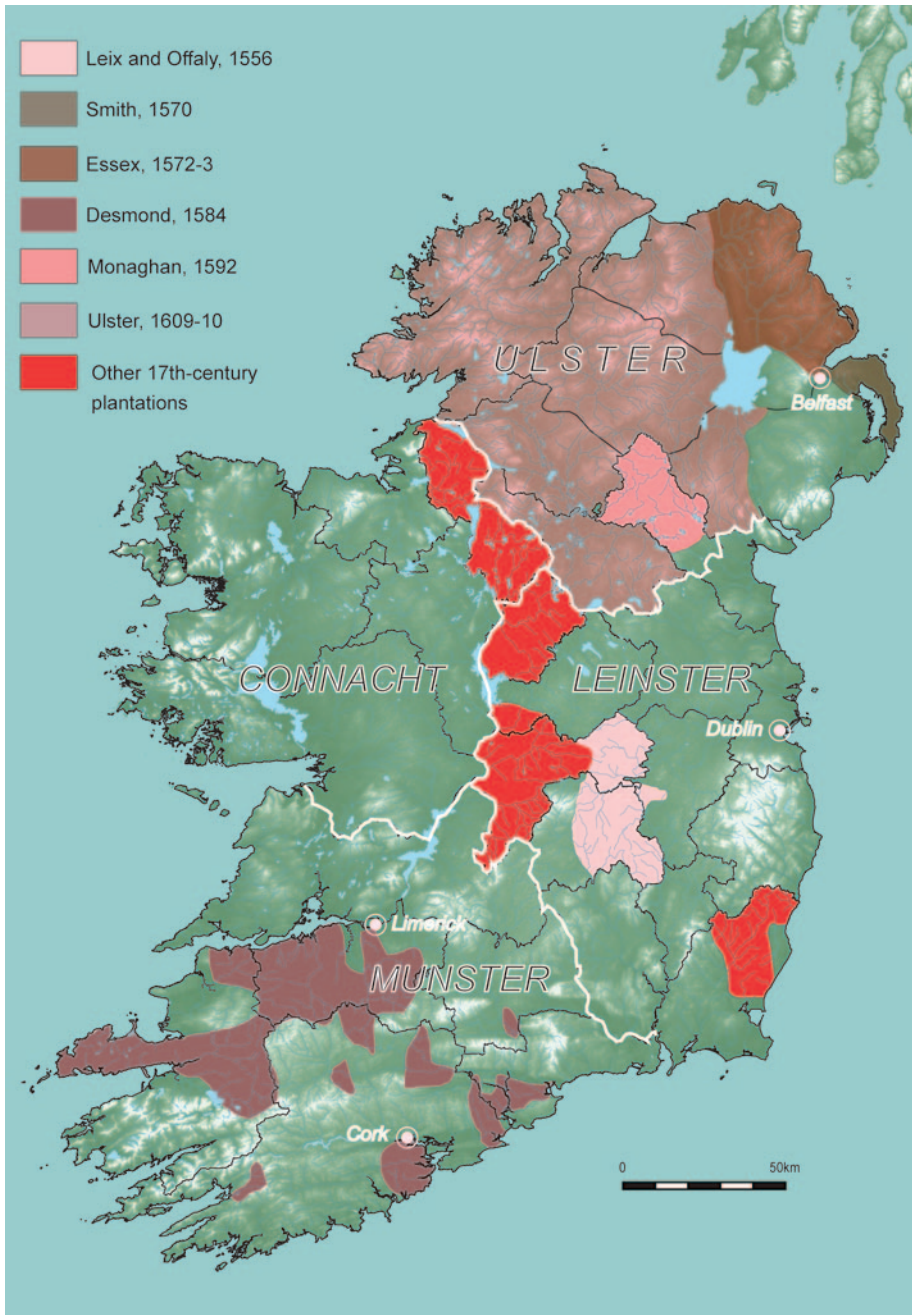 Leix and Offaly, 1556
Smith, 1570
Essex, 1572-3
Desmond, 1584
Monaghan, 1592
Ulster, 1609-10
Other 17th-century
plantations
ULSTER
Belfast
CONNACHT
LEINSTER
Dublin
Limerick
MUNSTER
Cork
0
50km